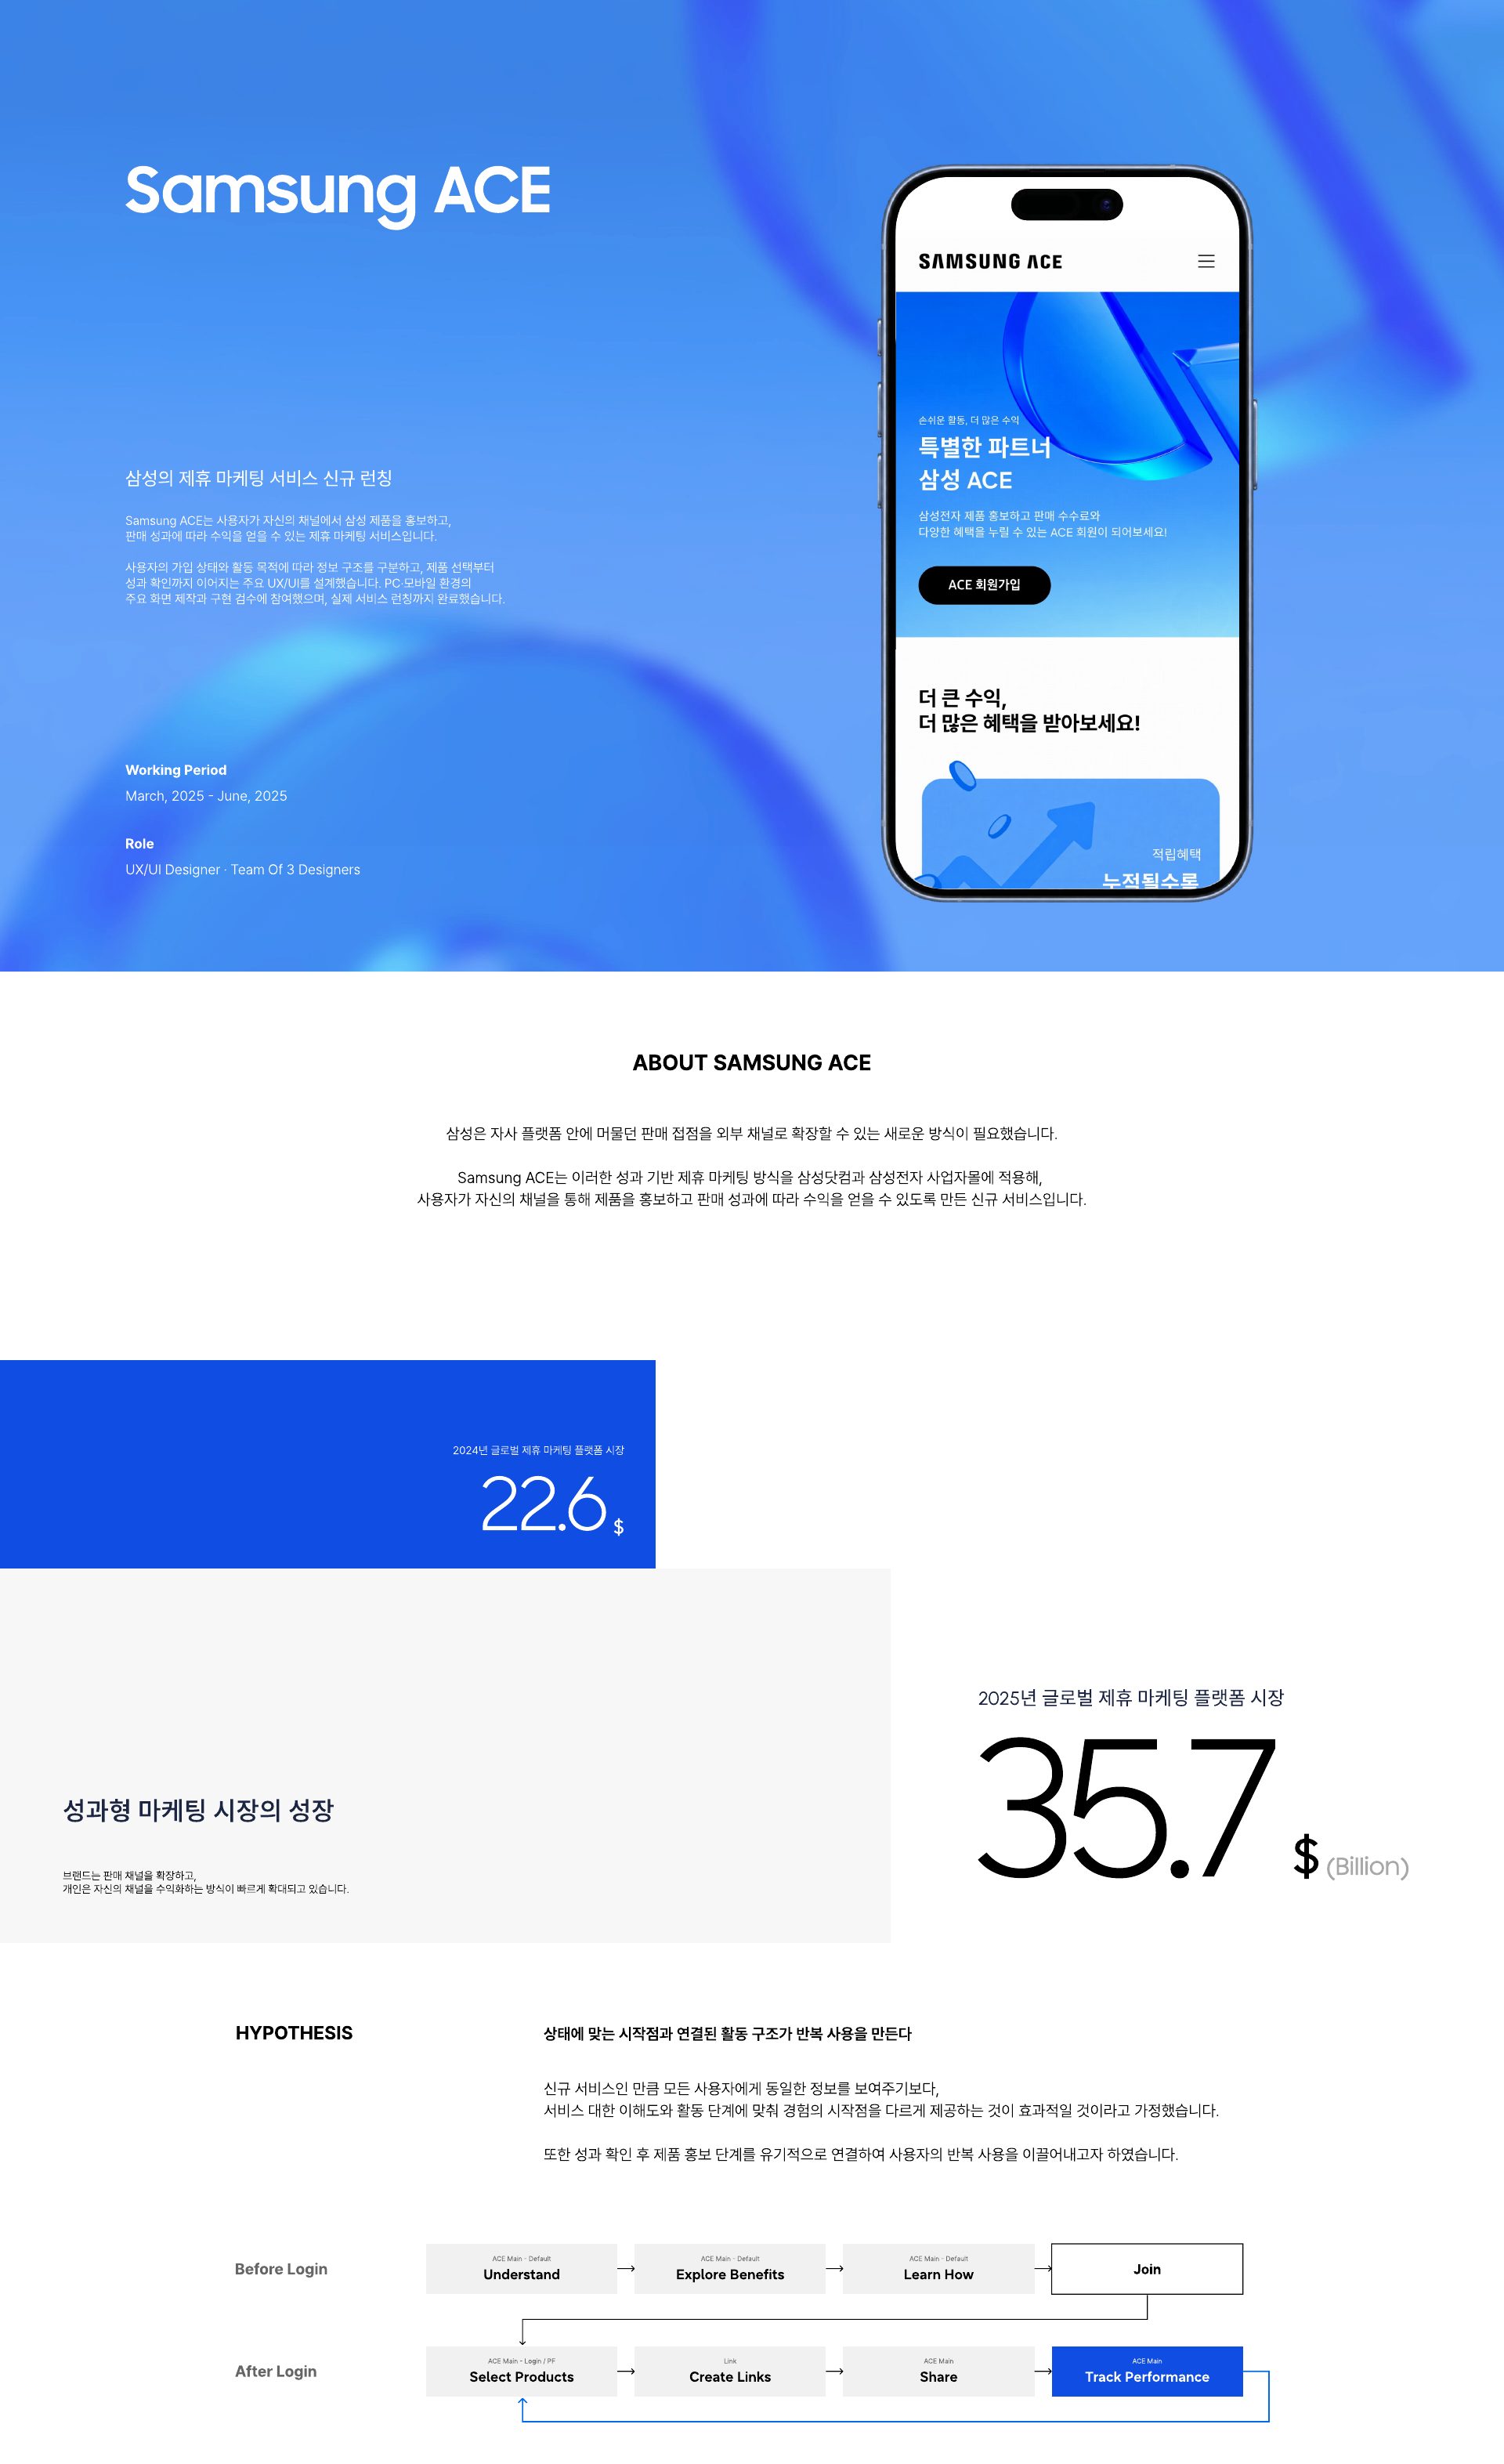 Samsung ACE
삼성의 제휴 마케팅 서비스 신규 런칭
Samsung ACE는 사용자가 자신의 채널에서 삼성 제품을 홍보하고,
판매 성과에 따라 수익을 얻을 수 있는 제휴 마케팅 서비스입니다.
사용자의 가입 상태와 활동 목적에 따라 정보 구조를 구분하고, 제품 선택부터
성과 확인까지 이어지는 주요 UX/UI를 설계했습니다. PC·모바일 환경의
주요 화면 제작과 구현 검수에 참여했으며, 실제 서비스 런칭까지 완료했습니다.
Working Period
March, 2025 - June, 2025
Role
UX/UI Designer · Team Of 3 Designers
SAMSUNG ACE
손쉬운 활동, 더 많은 수익
특별한 파트너
삼성 ACE
삼성전자 제품 홍보하고 판매 수수료와
다양한 혜택을 누릴 수 있는 ACE 회원이 되어보세요!
ACE 회원가입
더 큰 수익,
더 많은 혜택을 받아보세요!
적립혜택
누적될수록
ABOUT SAMSUNG ACE
삼성은 자사 플랫폼 안에 머물던 판매 접점을 외부 채널로 확장할 수 있는 새로운 방식이 필요했습니다.
Samsung ACE는 이러한 성과 기반 제휴 마케팅 방식을 삼성닷컴과 삼성전자 사업자몰에 적용해,
사용자가 자신의 채널을 통해 제품을 홍보하고 판매 성과에 따라 수익을 얻을 수 있도록 만든 신규 서비스입니다.
2024년 글로벌 제휴 마케팅 플랫폼 시장
22.6 $
2025년 글로벌 제휴 마케팅 플랫폼 시장
35.7 $ (Billion)
성과형 마케팅 시장의 성장
브랜드는 판매 채널을 확장하고,
개인은 자신의 채널을 수익화하는 방식이 빠르게 확대되고 있습니다.
HYPOTHESIS
상태에 맞는 시작점과 연결된 활동 구조가 반복 사용을 만든다
신규 서비스인 만큼 모든 사용자에게 동일한 정보를 보여주기보다,
서비스 대한 이해도와 활동 단계에 맞춰 경험의 시작점을 다르게 제공하는 것이 효과적일 것이라고 가정했습니다.
또한 성과 확인 후 제품 홍보 단계를 유기적으로 연결하여 사용자의 반복 사용을 이끌어내고자 하였습니다.
Before Login
ACE Main - Default
Understand
ACE Main - Default
Explore Benefits
ACE Main - Default
Learn How
Join
After Login
ACE Main - Login / PF
Select Products
Link
Create Links
ACE Main
Share
ACE Main
Track Performance